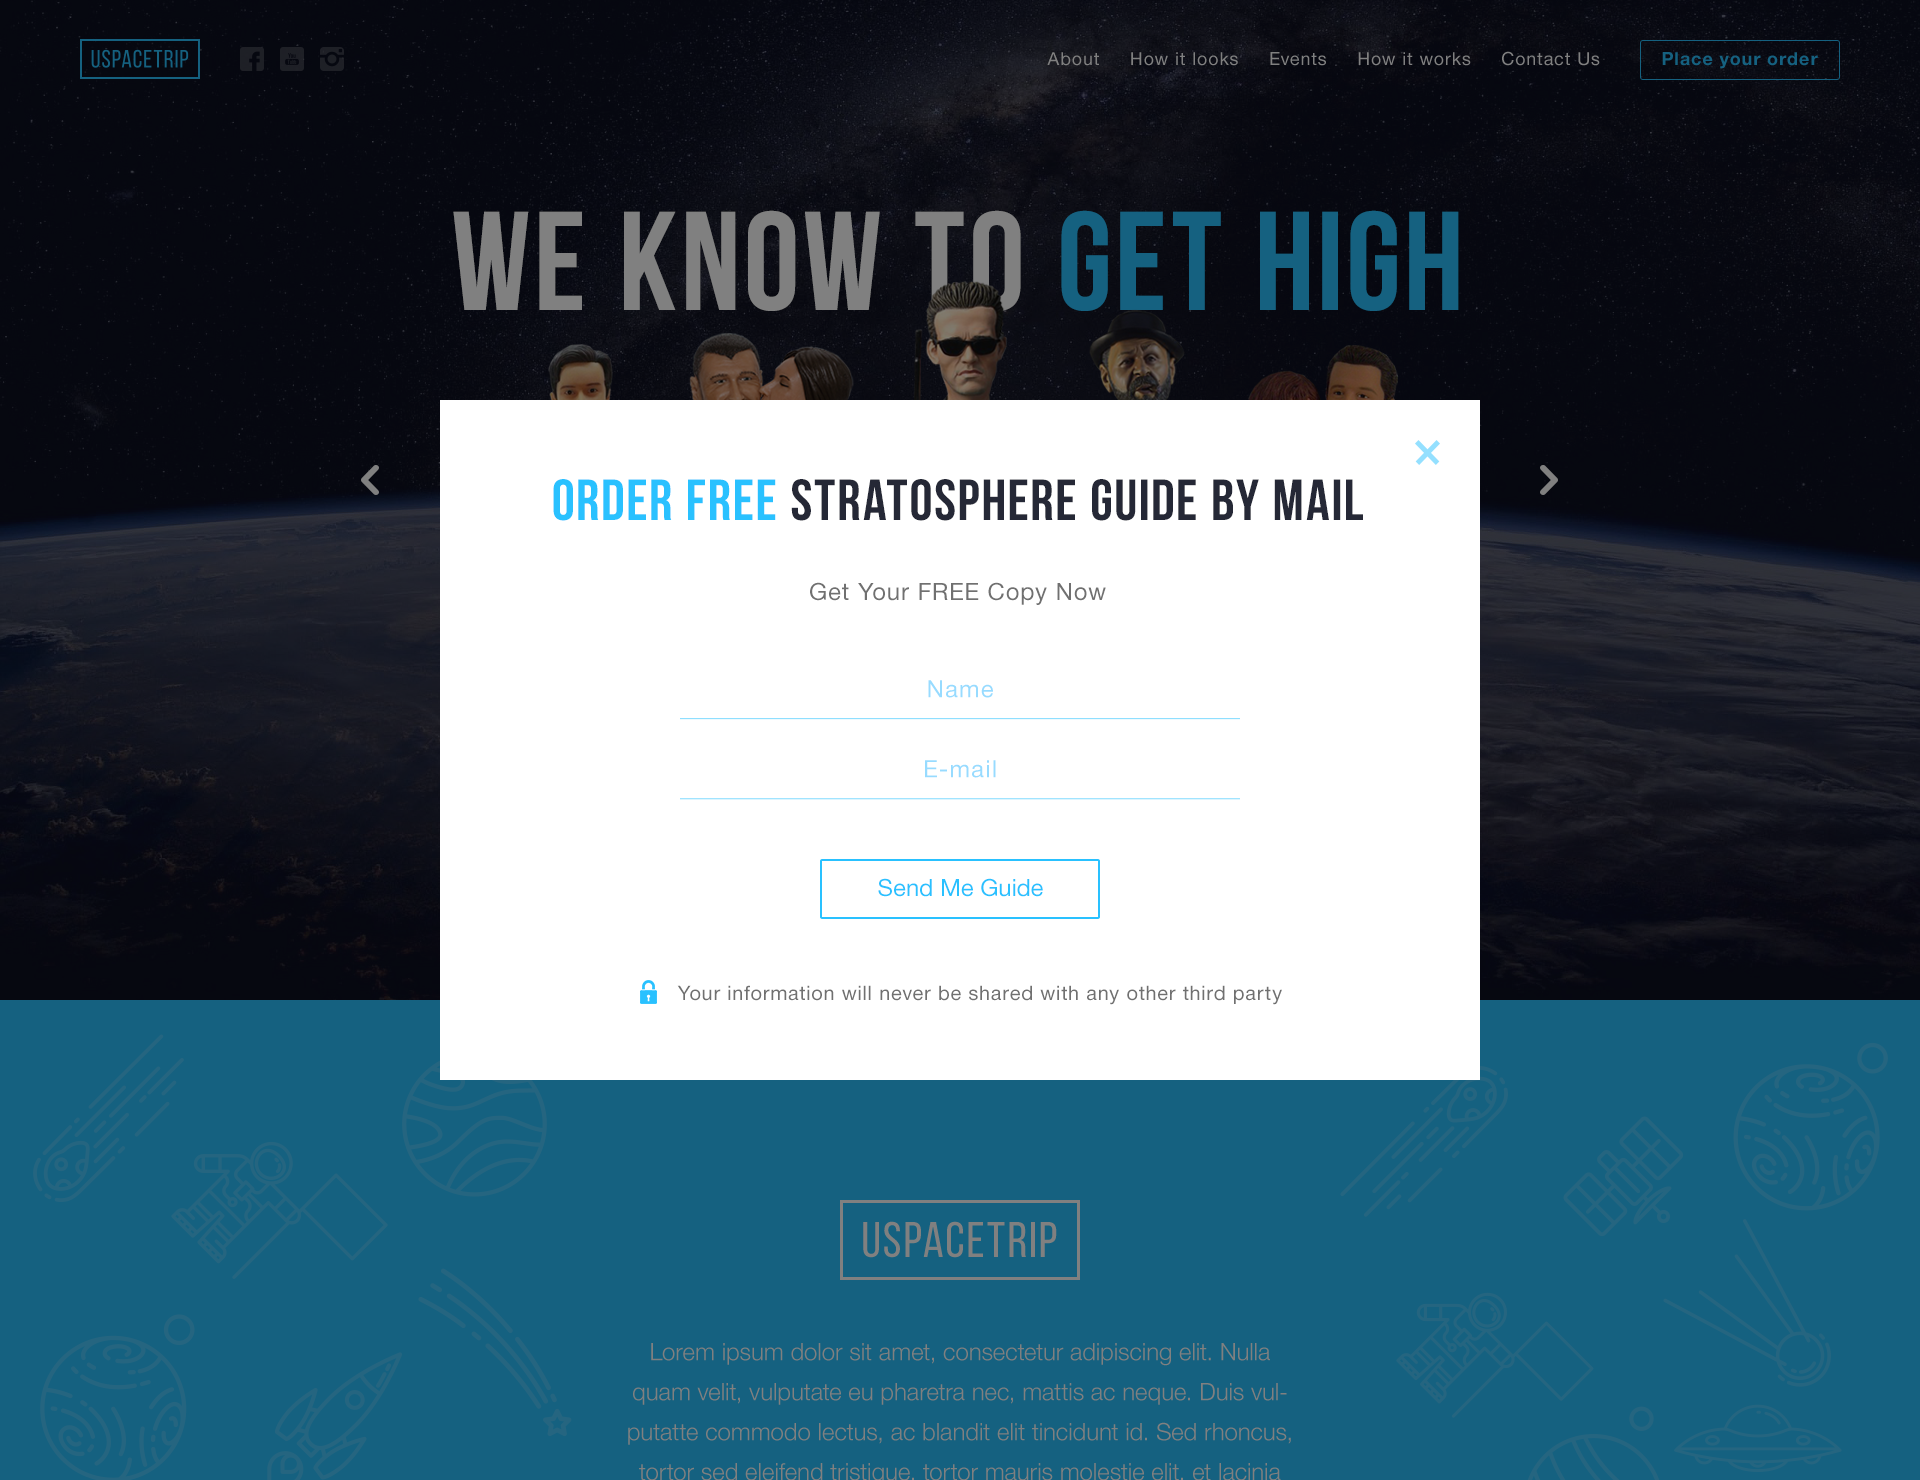 USPACETRIP
You
About How it looks Events How it works Contact Us Place your order
WE KNOW TO GET HIGH
ORDER FREE STRATOSPHERE GUIDE BY MAIL
Get Your FREE Copy Now
Name
E-mail
Send Me Guide
Your information will never be shared with any other third party
USPACETRIP
Lorem ipsum dolor sit amet, consectetur adipiscing elit. Nulla
quam velit, vulputate eu pharetra nec, mattis ac neque. Duis vul-
putatte commodo lectus, ac blandit elit tincidunt id. Sed rhoncus,
tortor sed eleifend tristique, tortor mauris molestie elit, et lacinia